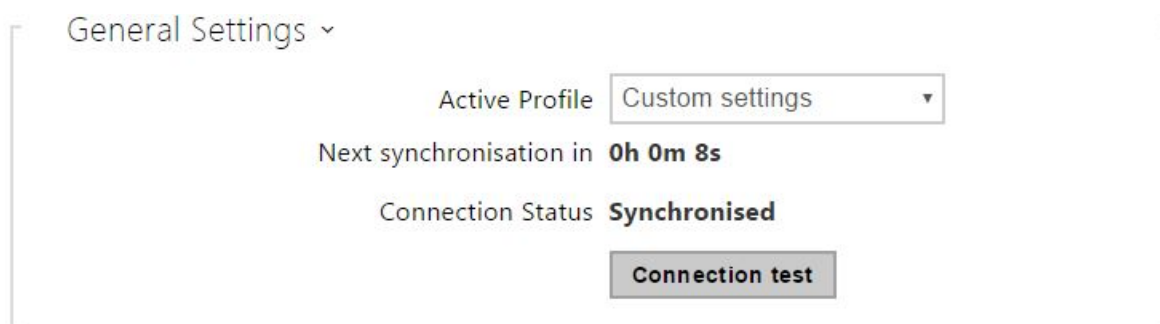 General Settings
Active Profile Custom settings
Next synchronisation in 0h 0m 8s
Connection Status Synchronised
Connection test